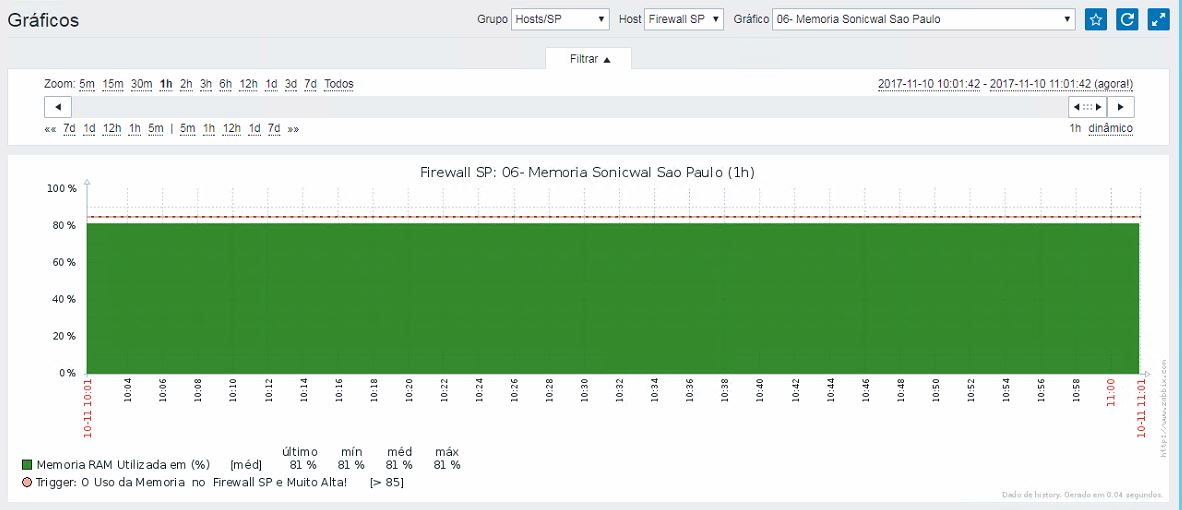 Gráficos
Grupo Hosts/SP Host Firewall SP Gráfico 06- Memoria Sonicwal Sao Paulo
Filtrar
Zoom: 5m 15m 30m 1h 2h 3h 6h 12h 1d 3d 7d Todos
2017-11-10 10:01:42 - 2017-11-10 11:01:42 (agora!)
«« 7d 1d 12h 1h 5m | 5m 1h 12h 1d 7d »»
1h dinâmico
Firewall SP: 06- Memoria Sonicwal Sao Paulo (1h)
100 %
80 %
60 %
40 %
20 %
0 %
10-11 10:01 10:04 10:06 10:08 10:10 10:12 10:14 10:16 10:18 10:20 10:22 10:24 10:26 10:28 10:30 10:32 10:34 10:36 10:38 10:40 10:42 10:44 10:46 10:48 10:50 10:52 10:54 10:56 10:58 11:00 10-11 11:01
http://www.zabbix.com
último mín méd máx
Memoria RAM Utilizada em (%) [méd] 81 % 81 % 81 % 81 %
Trigger: O Uso da Memoria no Firewall SP e Muito Alta! [> 85]
Dado de history. Gerado em 0.04 segundos.